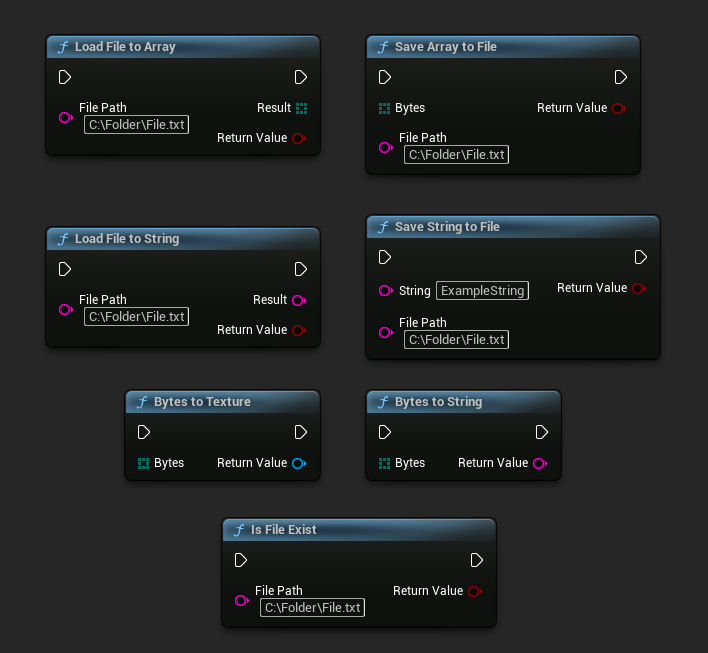 f Load File to Array
File Path
C:\Folder\File.txt
Result
Return Value
f Save Array to File
Bytes
Return Value
File Path
C:\Folder\File.txt
f Load File to String
File Path
C:\Folder\File.txt
Result
Return Value
f Save String to File
String ExampleString
Return Value
File Path
C:\Folder\File.txt
f Bytes to Texture
Bytes
Return Value
f Bytes to String
Bytes
Return Value
f Is File Exist
File Path
C:\Folder\File.txt
Return Value